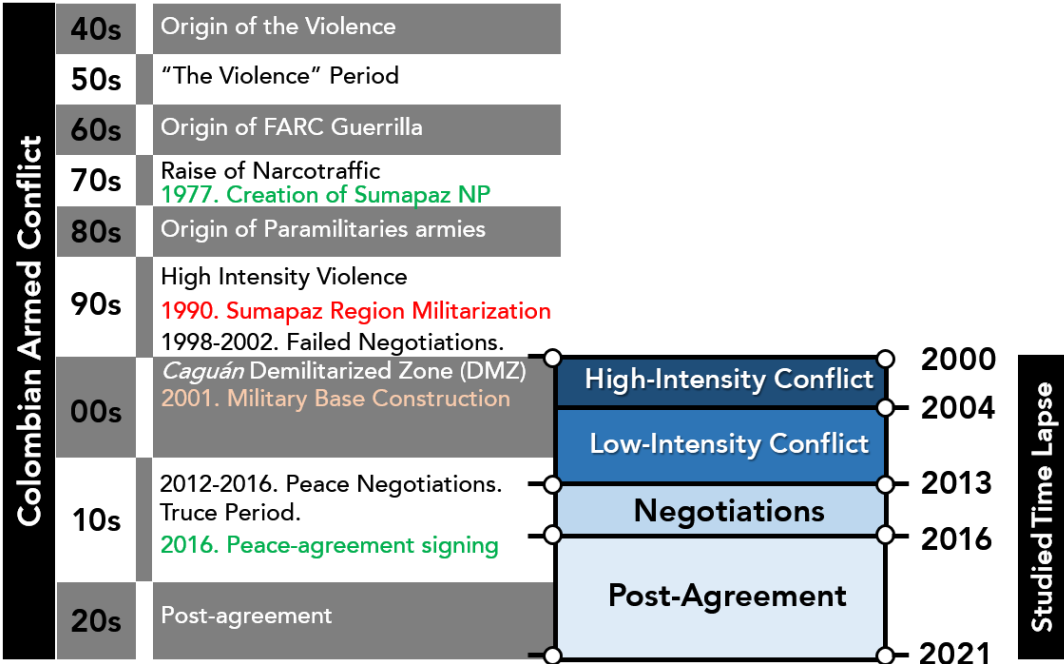 Colombian Armed Conflict
40s
Origin of the Violence
50s
“The Violence” Period
60s
Origin of FARC Guerrilla
70s
Raise of Narcotraffic
1977. Creation of Sumapaz NP
80s
Origin of Paramilitaries armies
90s
High Intensity Violence
1990. Sumapaz Region Militarization
1998-2002. Failed Negotiations.
00s
Caguán Demilitarized Zone (DMZ)
2001. Military Base Construction
10s
2012-2016. Peace Negotiations.
Truce Period.
2016. Peace-agreement signing
20s
Post-agreement
High-Intensity Conflict
Low-Intensity Conflict
Negotiations
Post-Agreement
2000
2004
2013
2016
2021
Studied Time Lapse